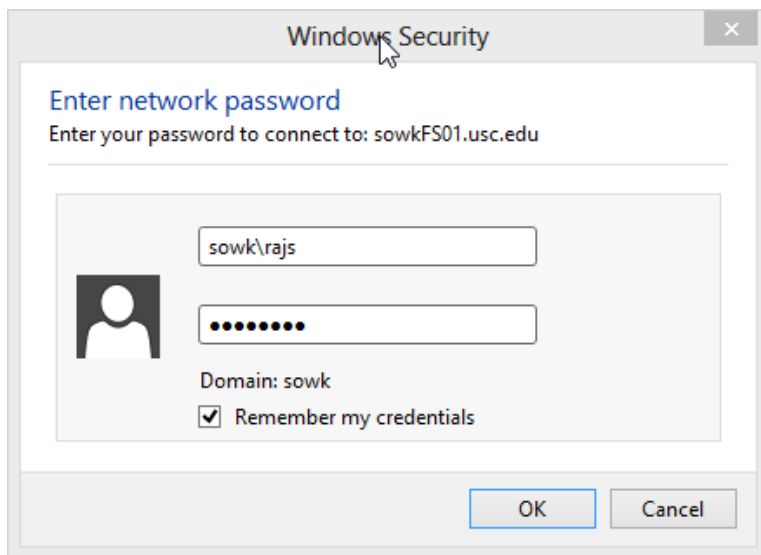 Windows Security
Enter network password
Enter your password to connect to: sowkFS01.usc.edu
sowk\rajs
●●●●●●●●
Domain: sowk
Remember my credentials
OK
Cancel